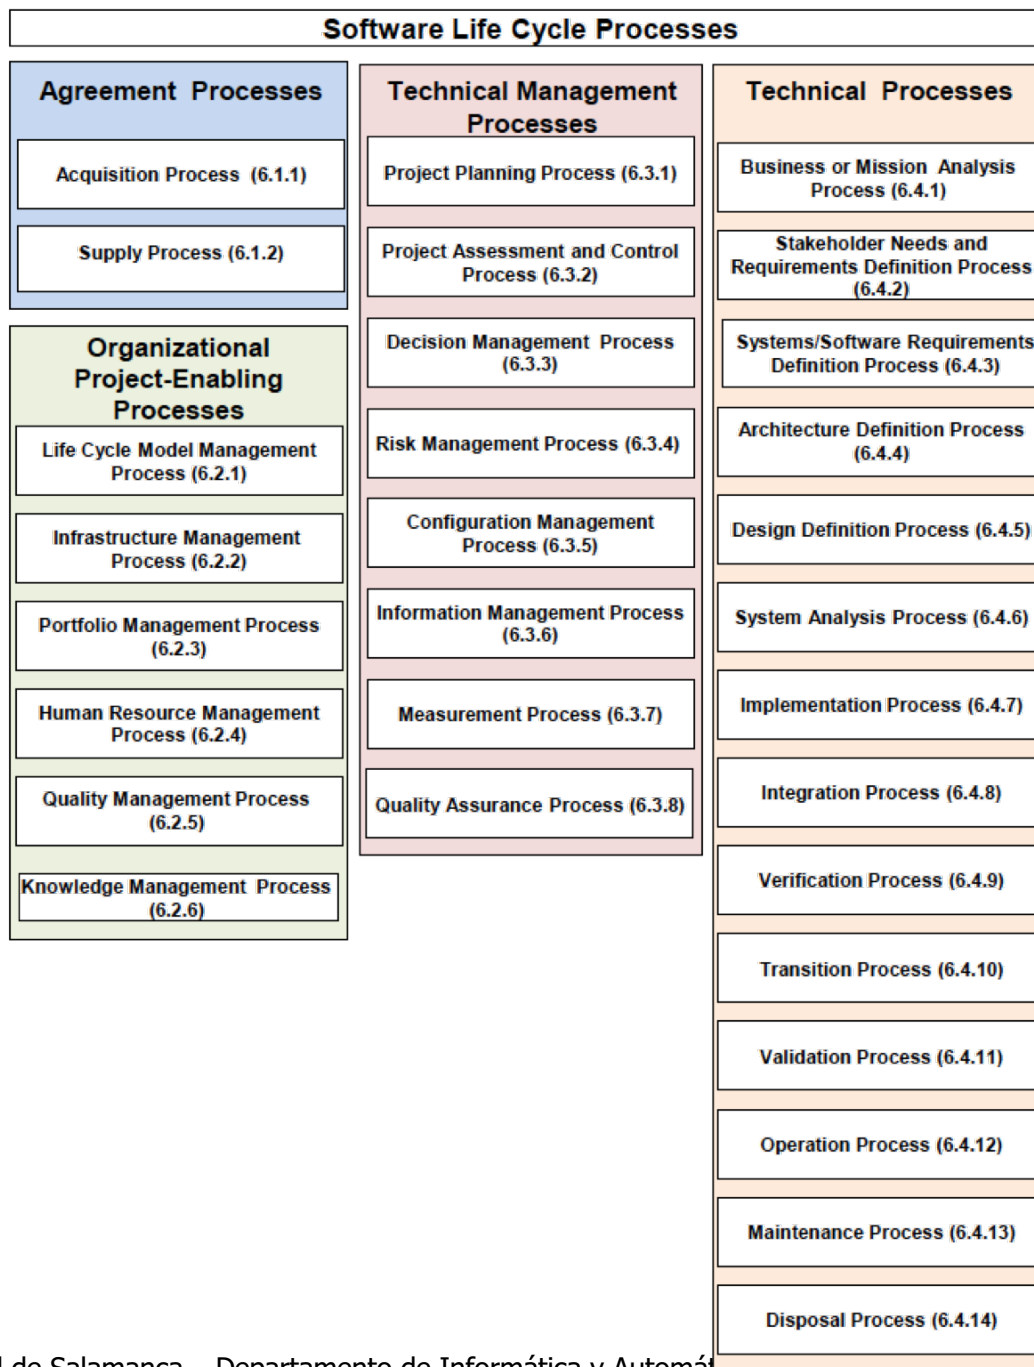 Software Life Cycle Processes
Agreement Processes
Acquisition Process (6.1.1)
Supply Process (6.1.2)
Organizational
Project-Enabling
Processes
Life Cycle Model Management
Process (6.2.1)
Infrastructure Management
Process (6.2.2)
Portfolio Management Process
(6.2.3)
Human Resource Management
Process (6.2.4)
Quality Management Process
(6.2.5)
Knowledge Management Process
(6.2.6)
Technical Management
Processes
Project Planning Process (6.3.1)
Project Assessment and Control
Process (6.3.2)
Decision Management Process
(6.3.3)
Risk Management Process (6.3.4)
Configuration Management
Process (6.3.5)
Information Management Process
(6.3.6)
Measurement Process (6.3.7)
Quality Assurance Process (6.3.8)
Technical Processes
Business or Mission Analysis
Process (6.4.1)
Stakeholder Needs and
Requirements Definition Process
(6.4.2)
Systems/Software Requirements
Definition Process (6.4.3)
Architecture Definition Process
(6.4.4)
Design Definition Process (6.4.5)
System Analysis Process (6.4.6)
Implementation Process (6.4.7)
Integration Process (6.4.8)
Verification Process (6.4.9)
Transition Process (6.4.10)
Validation Process (6.4.11)
Operation Process (6.4.12)
Maintenance Process (6.4.13)
Disposal Process (6.4.14)
de Salamanca – Departamento de Informática y